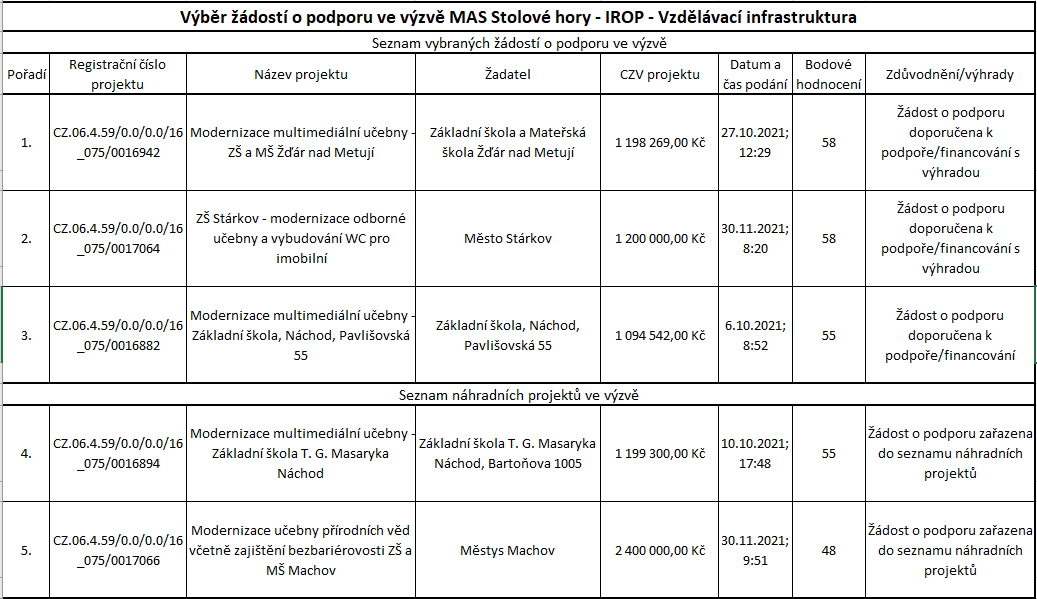 Výběr žádostí o podporu ve výzvě MAS Stolové hory - IROP - Vzdělávací infrastruktura
Seznam vybraných žádostí o podporu ve výzvě
Pořadí
Registrační číslo
projektu
Název projektu
Žadatel
CZV projektu
Datum a
čas podání
Bodové
hodnocení
Zdůvodnění/výhrady
1.
CZ.06.4.59/0.0/0.0/16
_075/0016942
Modernizace multimediální učebny -
ZŠ a MŠ Žďár nad Metují
Základní škola a Mateřská
škola Žďár nad Metují
1 198 269,00 Kč
27.10.2021;
12:29
58
Žádost o podporu
doporučena k
podpoře/financování s
výhradou
2.
CZ.06.4.59/0.0/0.0/16
_075/0017064
ZŠ Stárkov - modernizace odborné
učebny a vybudování WC pro
imobilní
Město Stárkov
1 200 000,00 Kč
30.11.2021;
8:20
58
Žádost o podporu
doporučena k
podpoře/financování s
výhradou
3.
CZ.06.4.59/0.0/0.0/16
_075/0016882
Modernizace multimediální učebny -
Základní škola, Náchod, Pavlišovská
55
Základní škola, Náchod,
Pavlišovská 55
1 094 542,00 Kč
6.10.2021;
8:52
55
Žádost o podporu
doporučena k
podpoře/financování
Seznam náhradních projektů ve výzvě
4.
CZ.06.4.59/0.0/0.0/16
_075/0016894
Modernizace multimediální učebny -
Základní škola T. G. Masaryka
Náchod
Základní škola T. G. Masaryka
Náchod, Bartoňova 1005
1 199 300,00 Kč
10.10.2021;
17:48
55
Žádost o podporu zařazena
do seznamu náhradních
projektů
5.
CZ.06.4.59/0.0/0.0/16
_075/0017066
Modernizace učebny přírodních věd
včetně zajištění bezbariérovosti ZŠ a
MŠ Machov
Městys Machov
2 400 000,00 Kč
30.11.2021;
9:51
48
Žádost o podporu zařazena
do seznamu náhradních
projektů